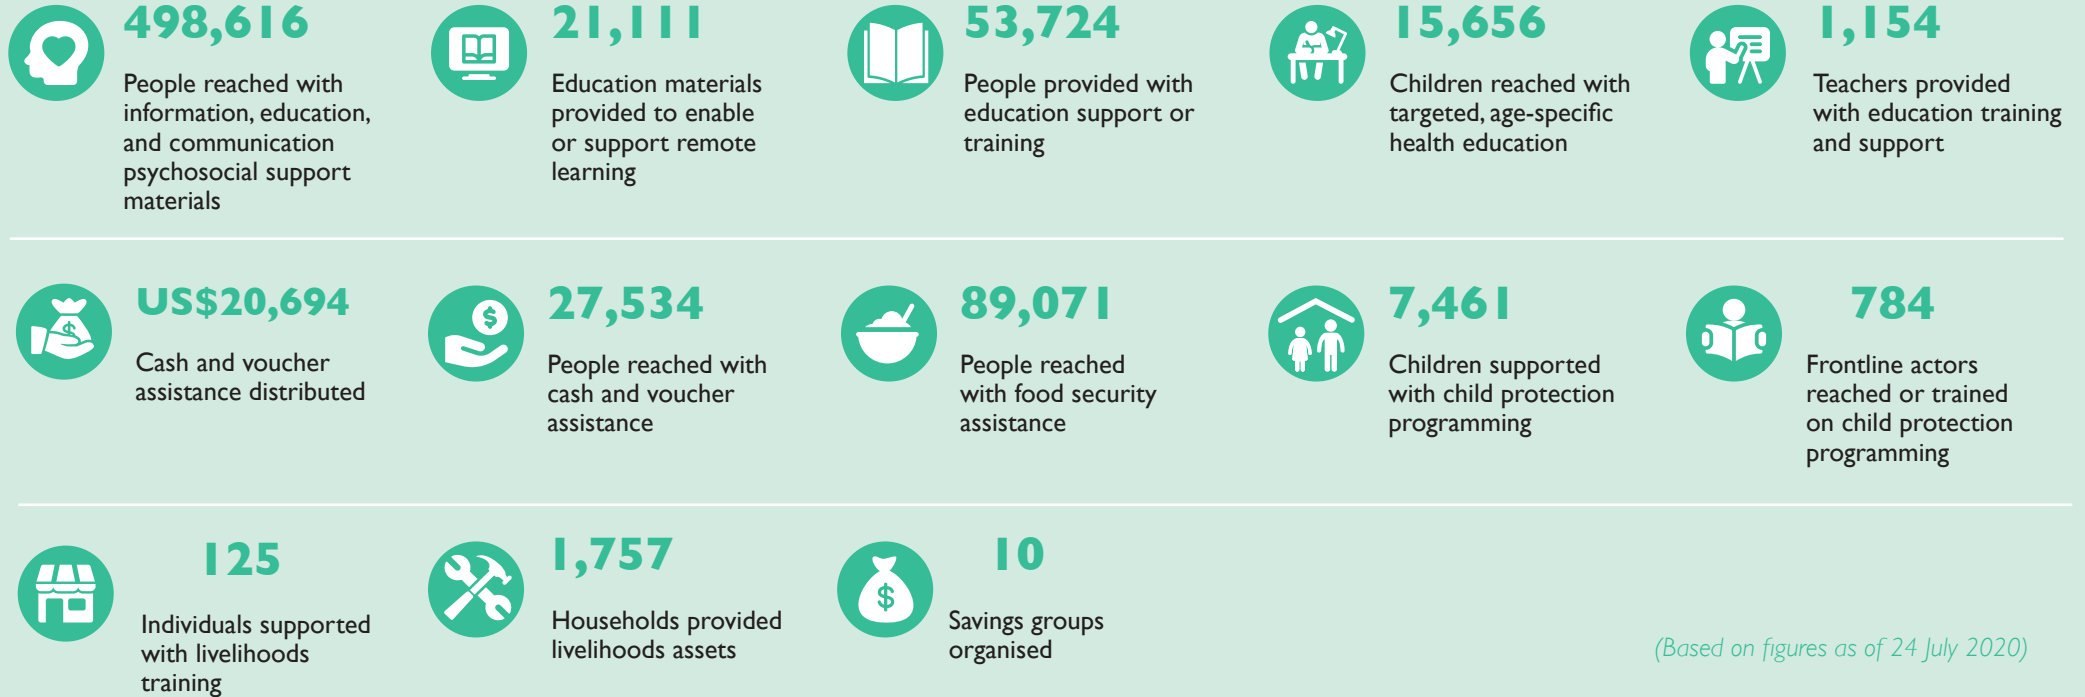 498,616
People reached with
information, education,
and communication
psychosocial support
materials
21,111
Education materials
provided to enable
or support remote
learning
53,724
People provided with
education support or
training
15,656
Children reached with
targeted, age-specific
health education
1,154
Teachers provided
with education training
and support
US$20,694
Cash and voucher
assistance distributed
27,534
People reached with
cash and voucher
assistance
89,071
People reached
with food security
assistance
7,461
Children supported
with child protection
programming
784
Frontline actors
reached or trained
on child protection
programming
125
Individuals supported
with livelihoods
training
1,757
Households provided
livelihoods assets
10
Savings groups
organised
(Based on figures as of 24 July 2020)